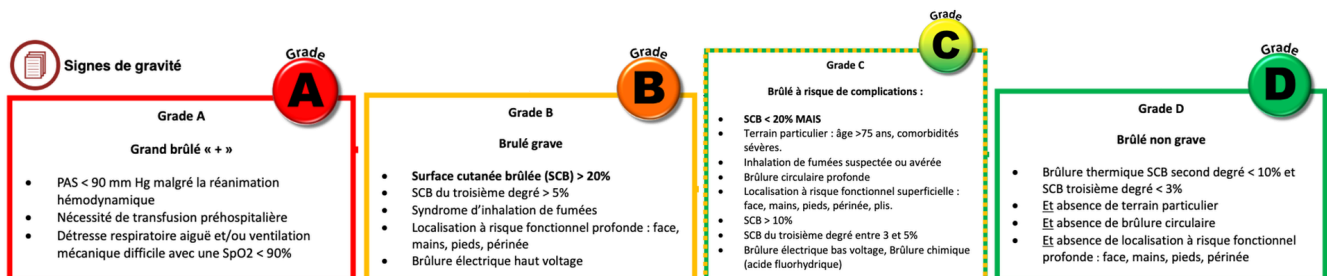 Signes de gravité
Grade
A
Grade A
Grand brûlé « + »
• PAS < 90 mm Hg malgré la réanimation
hémodynamique
• Nécessité de transfusion préhospitalière
• Détresse respiratoire aiguë et/ou ventilation
mécanique difficile avec une SpO2 < 90%
Grade
B
Grade B
Brulé grave
• Surface cutanée brûlée (SCB) > 20%
• SCB du troisième degré > 5%
• Syndrome d’inhalation de fumées
• Localisation à risque fonctionnel profonde : face,
mains, pieds, périnée
• Brûlure électrique haut voltage
Grade
C
Grade C
Brûlé à risque de complications :
• SCB < 20% MAIS
• Terrain particulier : âge >75 ans, comorbidités
sévères.
• Inhalation de fumées suspectée ou avérée
• Brûlure circulaire profonde
• Localisation à risque fonctionnel superficielle :
face, mains, pieds, périnée, plis.
• SCB > 10%
• SCB du troisième degré entre 3 et 5%
• Brûlure électrique bas voltage, Brûlure chimique
(acide fluorhydrique)
Grade
D
Grade D
Brûlé non grave
• Brûlure thermique SCB second degré < 10% et
SCB troisième degré < 3%
• Et absence de terrain particulier
• Et absence de brûlure circulaire
• Et absence de localisation à risque fonctionnel
profonde : face, mains, pieds, périnée